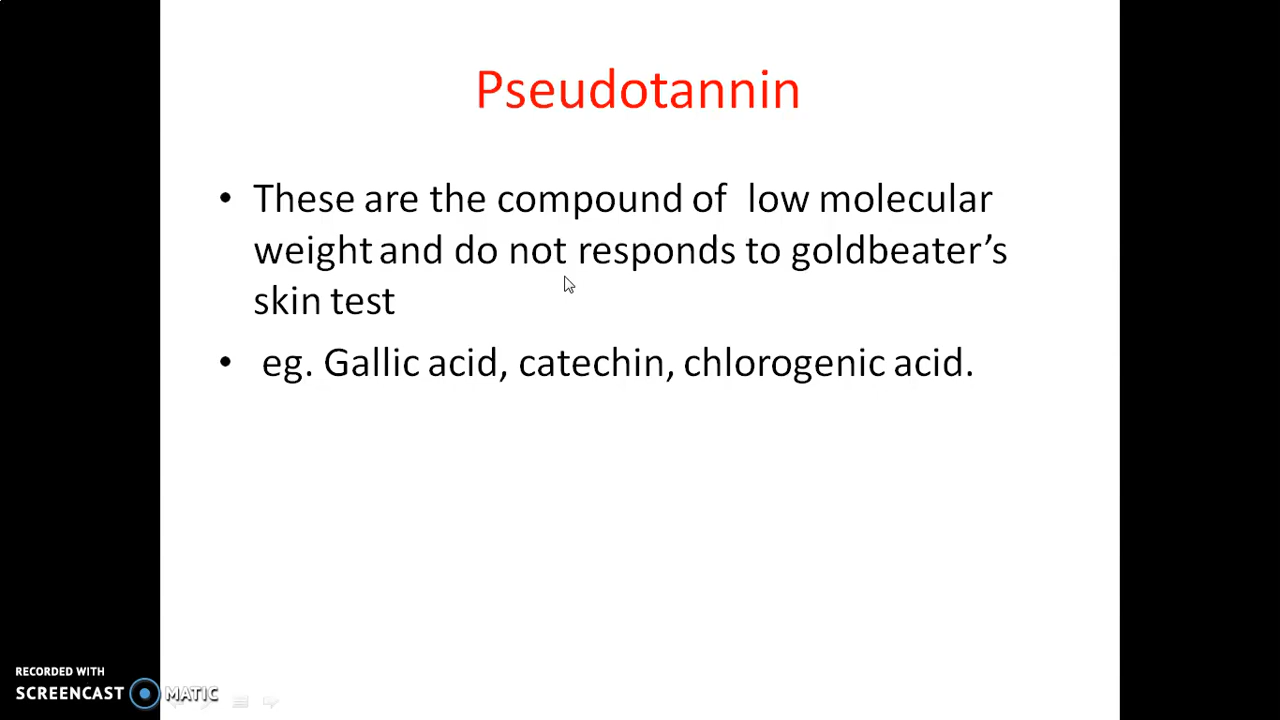 Pseudotannin
• These are the compound of low molecular
weight and do not responds to goldbeater’s
skin test
• eg. Gallic acid, catechin, chlorogenic acid.
RECORDED WITH
SCREENCAST MATIC